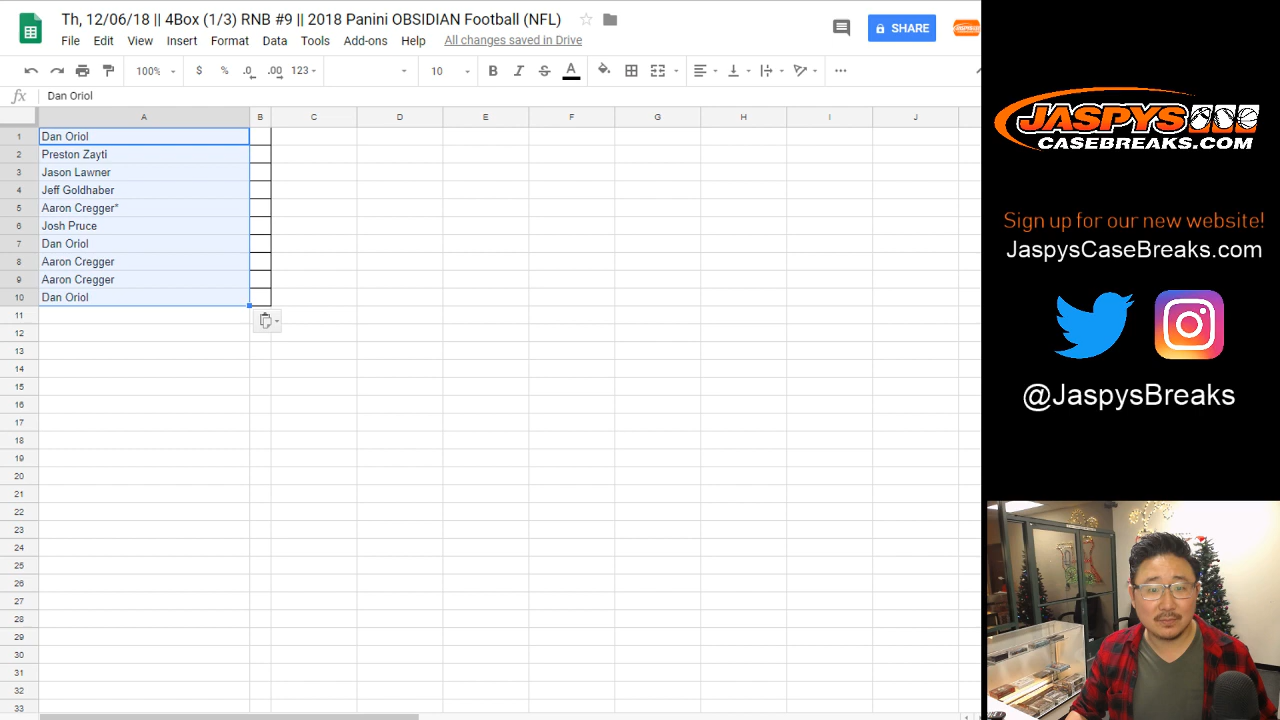 Th, 12/06/18 || 4Box (1/3) RNB #9 || 2018 Panini OBSIDIAN Football (NFL)
File Edit View Insert Format Data Tools Add-ons Help All changes saved in Drive
SHARE
100% $ % .0 .00 123 10 B I S A
fx Dan Oriol
A B C D E F G H I J
1 Dan Oriol
2 Preston Zayti
3 Jason Lawner
4 Jeff Goldhaber
5 Aaron Cregger*
6 Josh Pruce
7 Dan Oriol
8 Aaron Cregger
9 Aaron Cregger
10 Dan Oriol
11
12
13
14
15
16
17
18
19
20
21
22
23
24
25
26
27
28
29
30
31
32
33
JASPYS
CASEBREAKS.COM
Sign up for our new website!
JaspysCaseBreaks.com
@JaspysBreaks